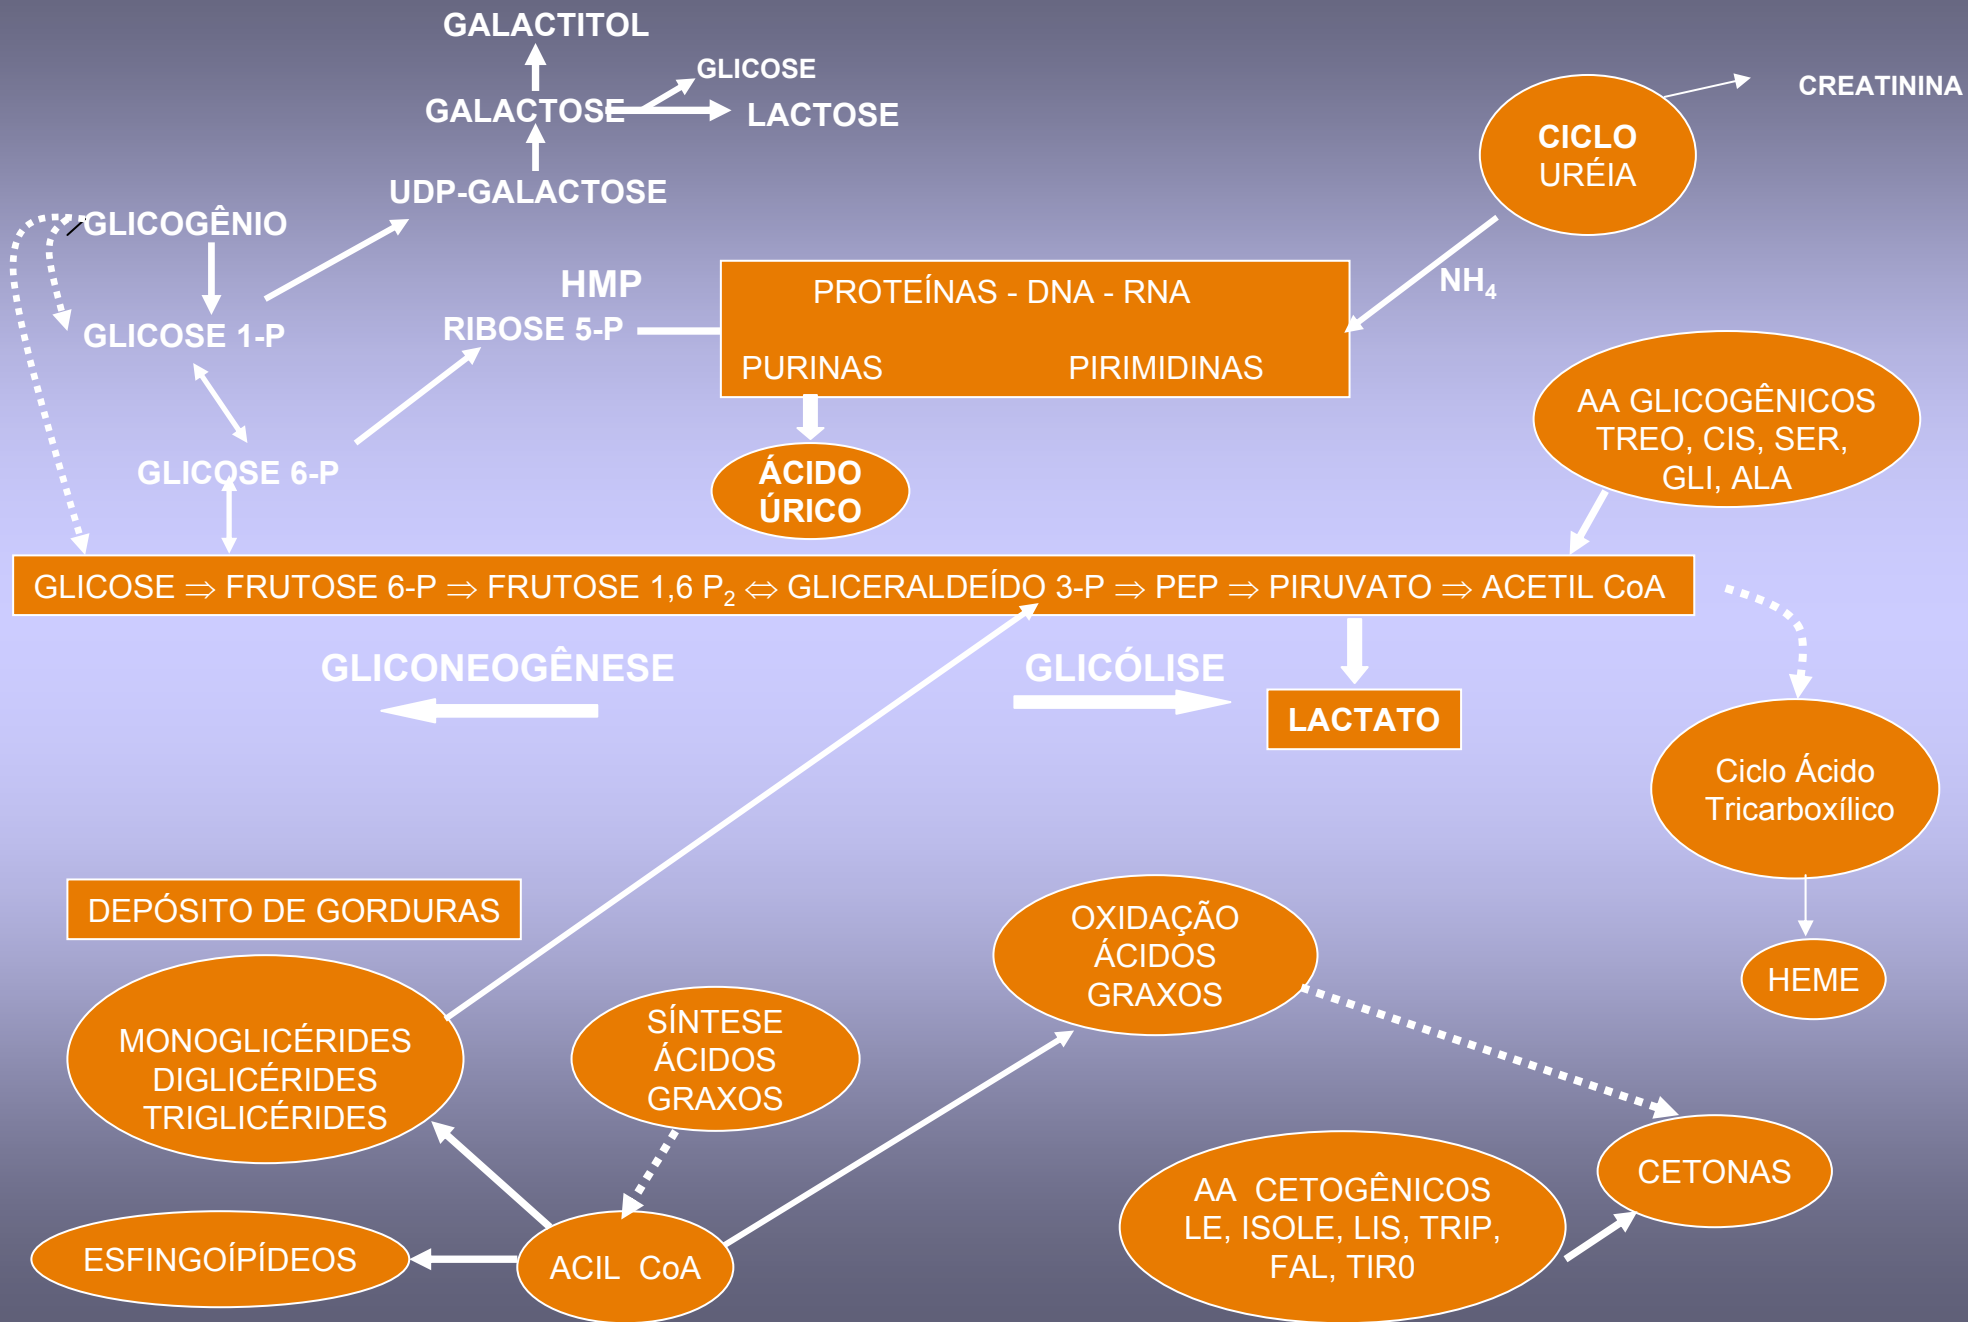 GALACTITOL
GLICOSE
GALACTOSE
LACTOSE
CREATININA
CICLO
URÉIA
UDP-GALACTOSE
GLICOGÊNIO
HMP
NH4
PROTEÍNAS - DNA - RNA
GLICOSE 1-P
RIBOSE 5-P
PURINAS PIRIMIDINAS
AA GLICOGÊNICOS
TREO, CIS, SER,
GLI, ALA
GLICOSE 6-P
ÁCIDO
ÚRICO
GLICOSE ⇒ FRUTOSE 6-P ⇒ FRUTOSE 1,6 P2 ⇔ GLICERALDEÍDO 3-P ⇒ PEP ⇒ PIRUVATO ⇒ ACETIL CoA
GLICONEOGÊNESE
GLICÓLISE
LACTATO
Ciclo Ácido
Tricarboxílico
DEPÓSITO DE GORDURAS
OXIDAÇÃO
ÁCIDOS
GRAXOS
HEME
MONOGLICÉRIDES
DIGLICÉRIDES
TRIGLICÉRIDES
SÍNTESE
ÁCIDOS
GRAXOS
CETONAS
AA CETOGÊNICOS
LE, ISOLE, LIS, TRIP,
FAL, TIR0
ESFINGOÍPÍDEOS
ACIL CoA